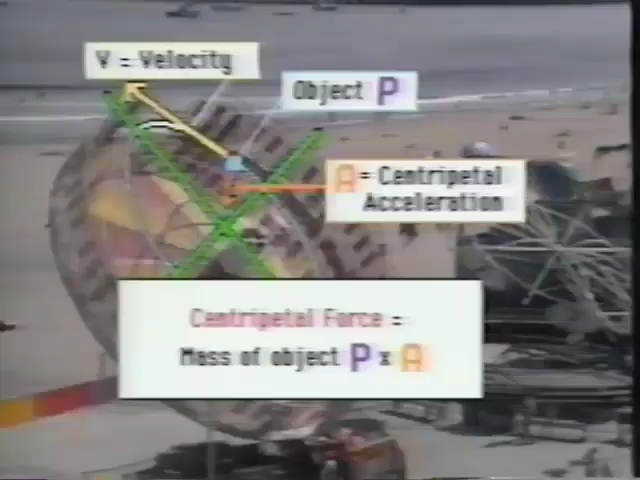 V = Velocity
Object P
A = Centripetal
Acceleration
Centripetal Force =
Mass of object P x A